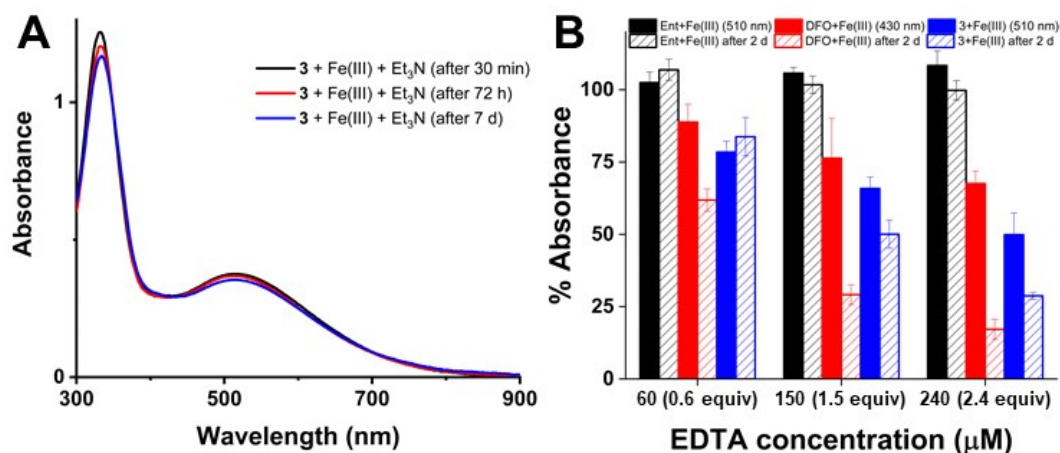 A
3 + Fe(III) + Et3N (after 30 min)
3 + Fe(III) + Et3N (after 72 h)
3 + Fe(III) + Et3N (after 7 d)
Absorbance
1
0
300
500
700
900
Wavelength (nm)
B
Ent+Fe(III) (510 nm) DFO+Fe(III) (430 nm) 3+Fe(III) (510 nm)
Ent+Fe(III) after 2 d DFO+Fe(III) after 2 d 3+Fe(III) after 2 d
% Absorbance
100
75
50
25
0
60 (0.6 equiv) 150 (1.5 equiv) 240 (2.4 equiv)
EDTA concentration (μM)